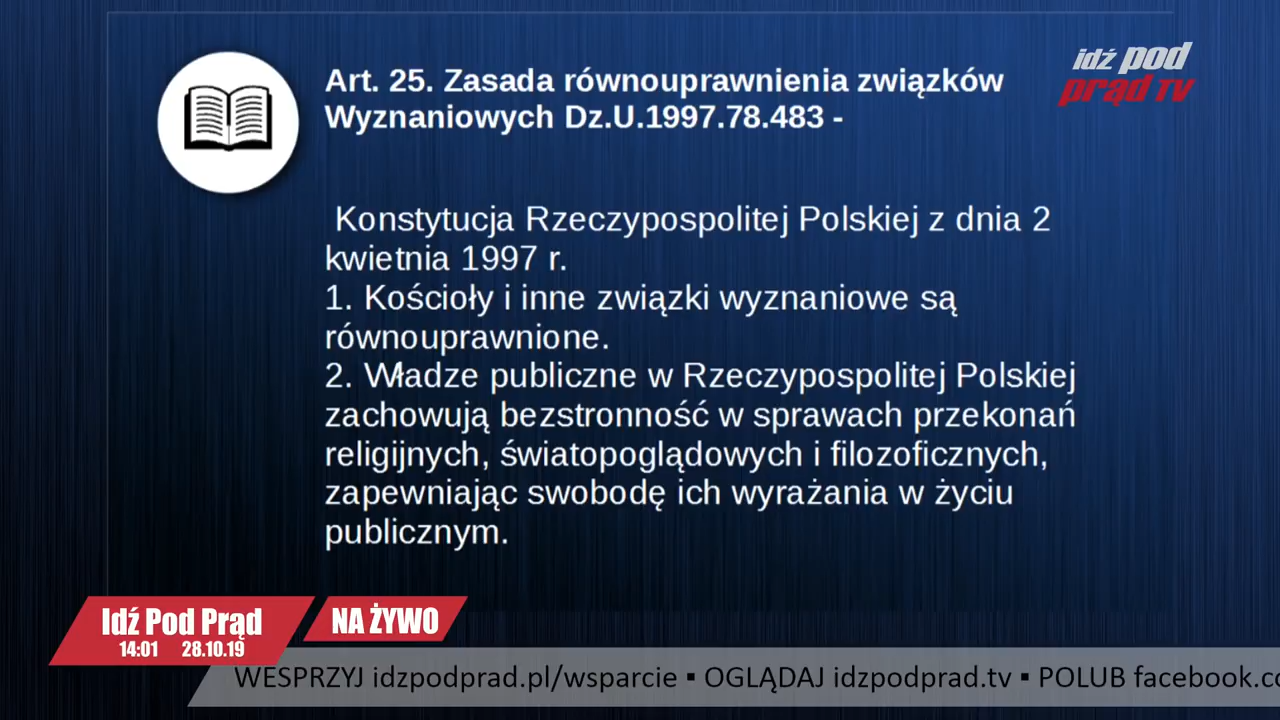 Art. 25. Zasada równouprawnienia związków
Wyznaniowych Dz.U.1997.78.483 -
idź pod
prąd TV
Konstytucja Rzeczypospolitej Polskiej z dnia 2
kwietnia 1997 r.
1. Kościoły i inne związki wyznaniowe są
równouprawnione.
2. Władze publiczne w Rzeczypospolitej Polskiej
zachowują bezstronność w sprawach przekonań
religijnych, światopoglądowych i filozoficznych,
zapewniając swobodę ich wyrażania w życiu
publicznym.
Idź Pod Prąd
14:01 28.10.19
NA ŻYWO
WESPRZYJ idzpodprad.pl/wsparcie ▪ OGLĄDAJ idzpodprad.tv ▪ POLUB facebook.co